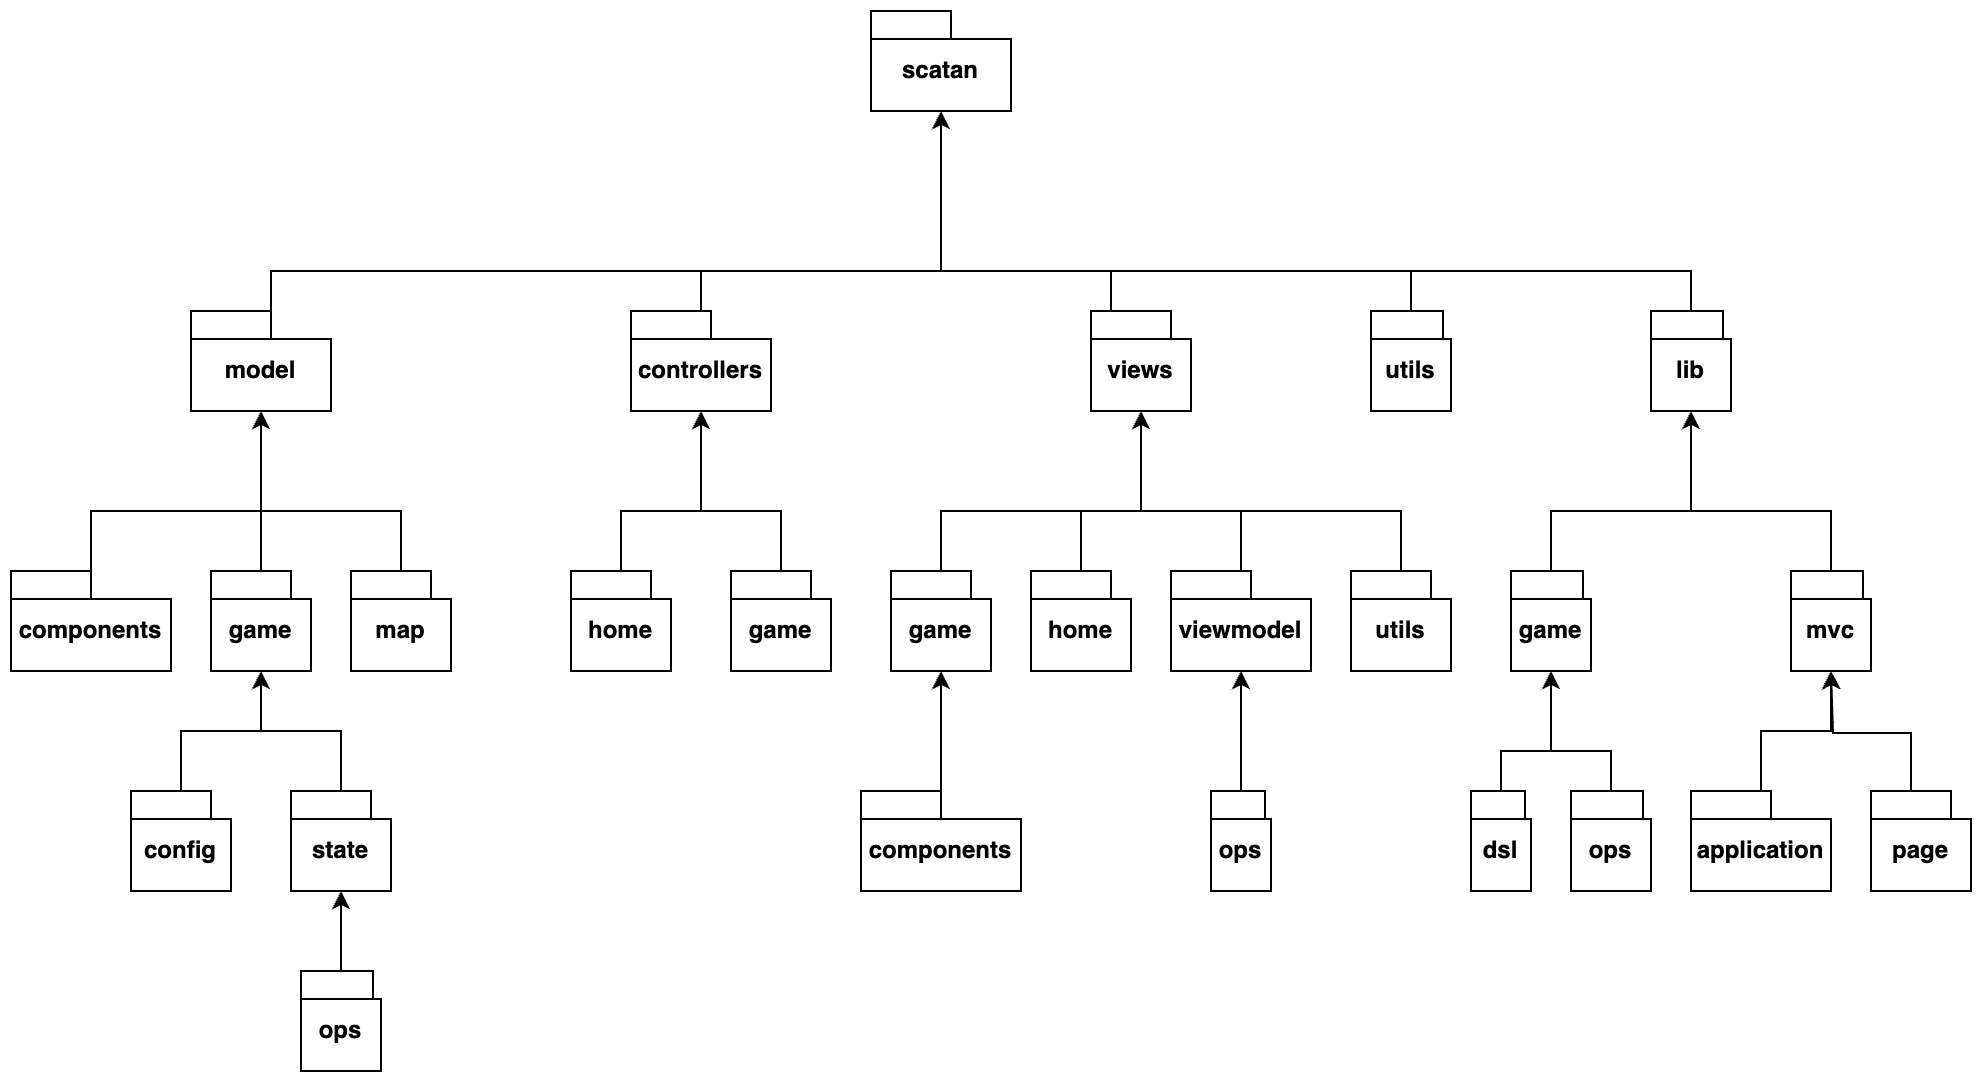 scatan
model
controllers
views
utils
lib
components
game
map
home
game
game
home
viewmodel
utils
game
mvc
config
state
components
ops
dsl
ops
application
page
ops